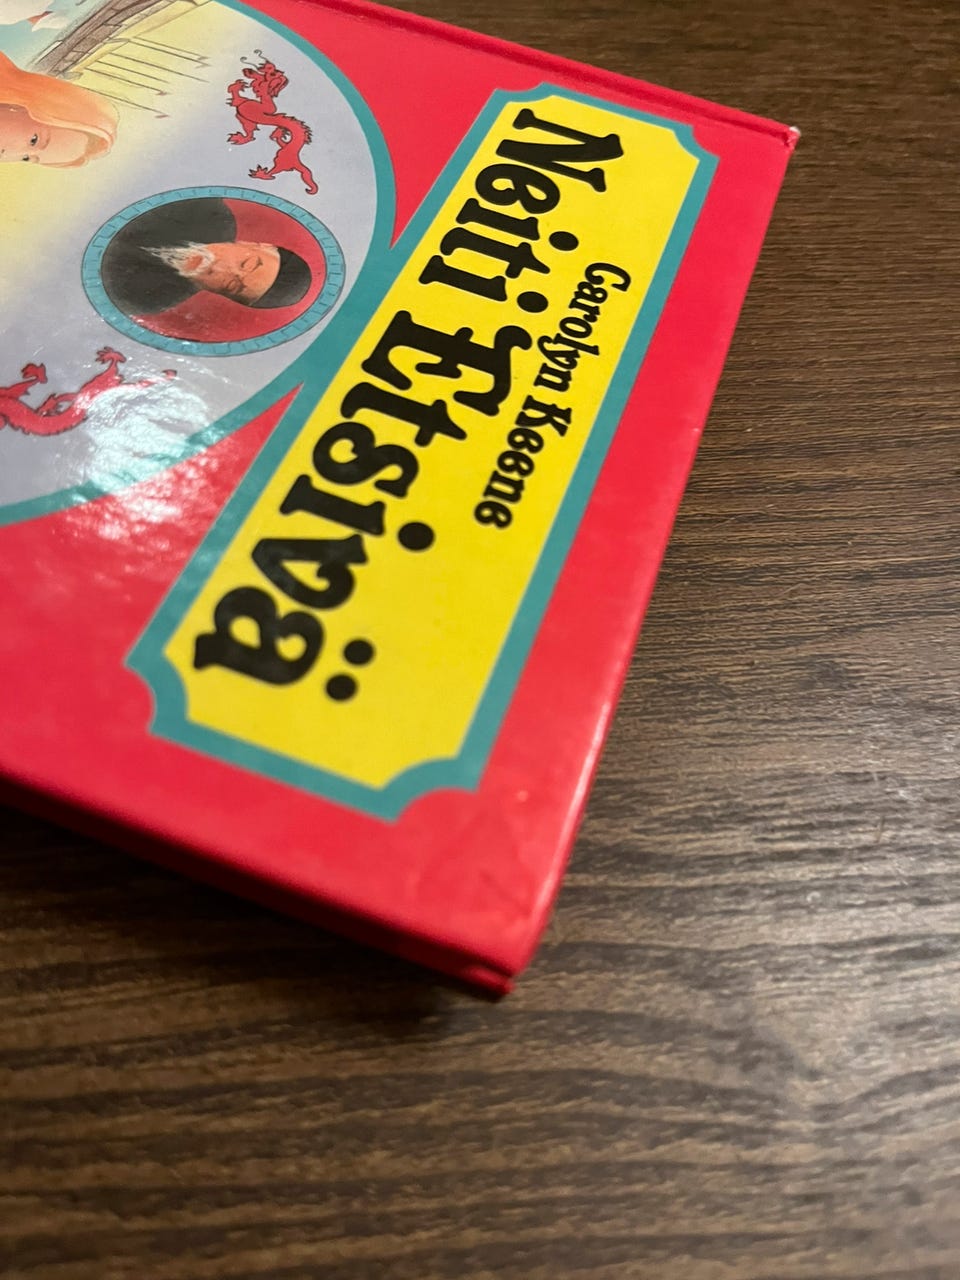 Carolyn Keene
Neiti Etsivä